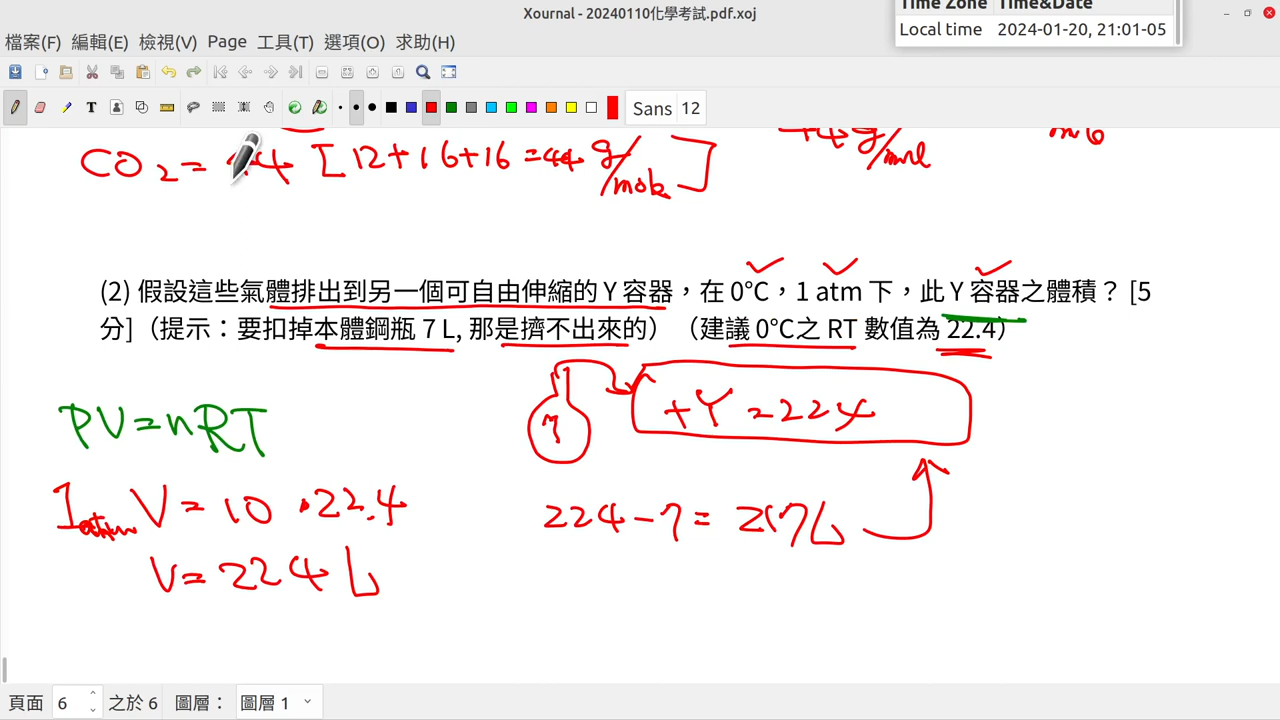 Xournal - 20240110化學考試.pdf.xoj
Time Zone Time&Date
Local time 2024-01-20, 21:01-05
檔案(F) 編輯(E) 檢視(V) Page 工具(T) 選項(O) 求助(H)
T Sans 12
CO2 = 44 [12+16+16=44 g/mole]
(2) 假設這些氣體排出到另一個可自由伸縮的 Y 容器，在 0°C，1 atm 下，此 Y 容器之體積？ [5
分]（提示：要扣掉本體鋼瓶 7 L, 那是擠不出來的）（建議 0°C之 RT 數值為 22.4）
7 + Y = 224
PV=nRT
1atm V = 10 · 22.4
224 - 7 = 217 L
V = 224 L
頁面 6 之於 6 圖層： 圖層 1